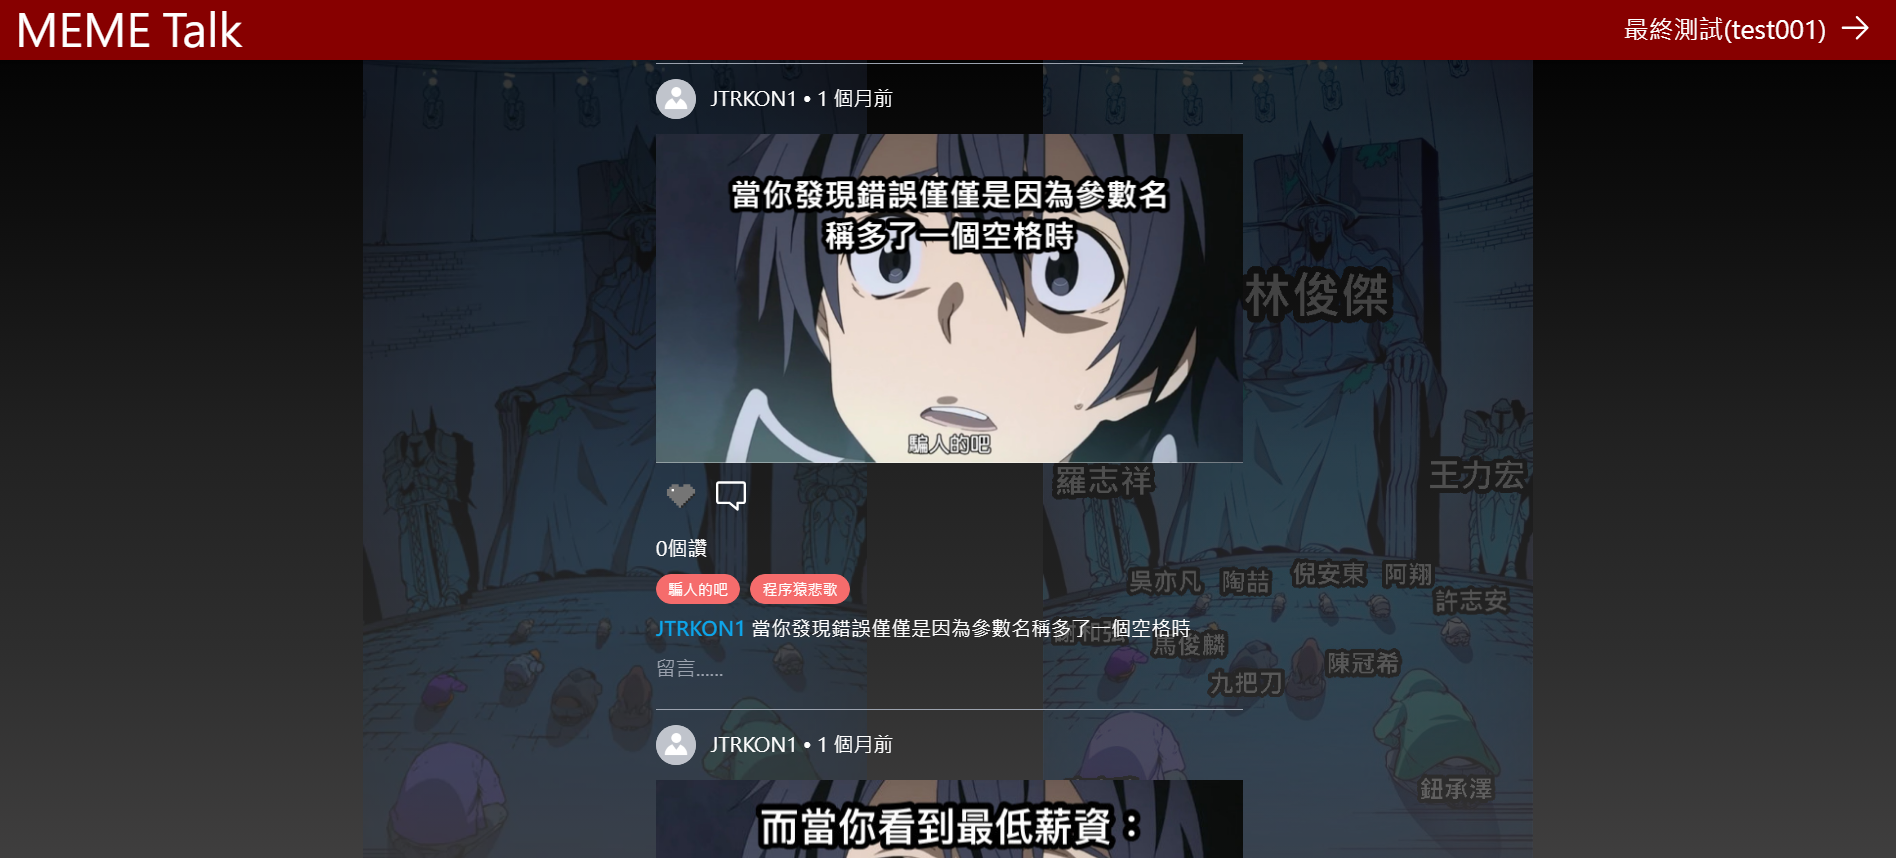 MEME Talk
最終測試(test001)
JTRKON1 • 1 個月前
當你發現錯誤僅僅是因為參數名
稱多了一個空格時
騙人的吧
林俊傑
羅志祥
王力宏
0個讚
騙人的吧
程序猿悲歌
吳亦凡
陶喆
倪安東
阿翔
許志安
JTRKON1 當你發現錯誤僅僅是因為參數名稱多了一個空格時
謝和弦
馬俊麟
陳冠希
九把刀
留言......
JTRKON1 • 1 個月前
鈕承澤
而當你看到最低薪資：